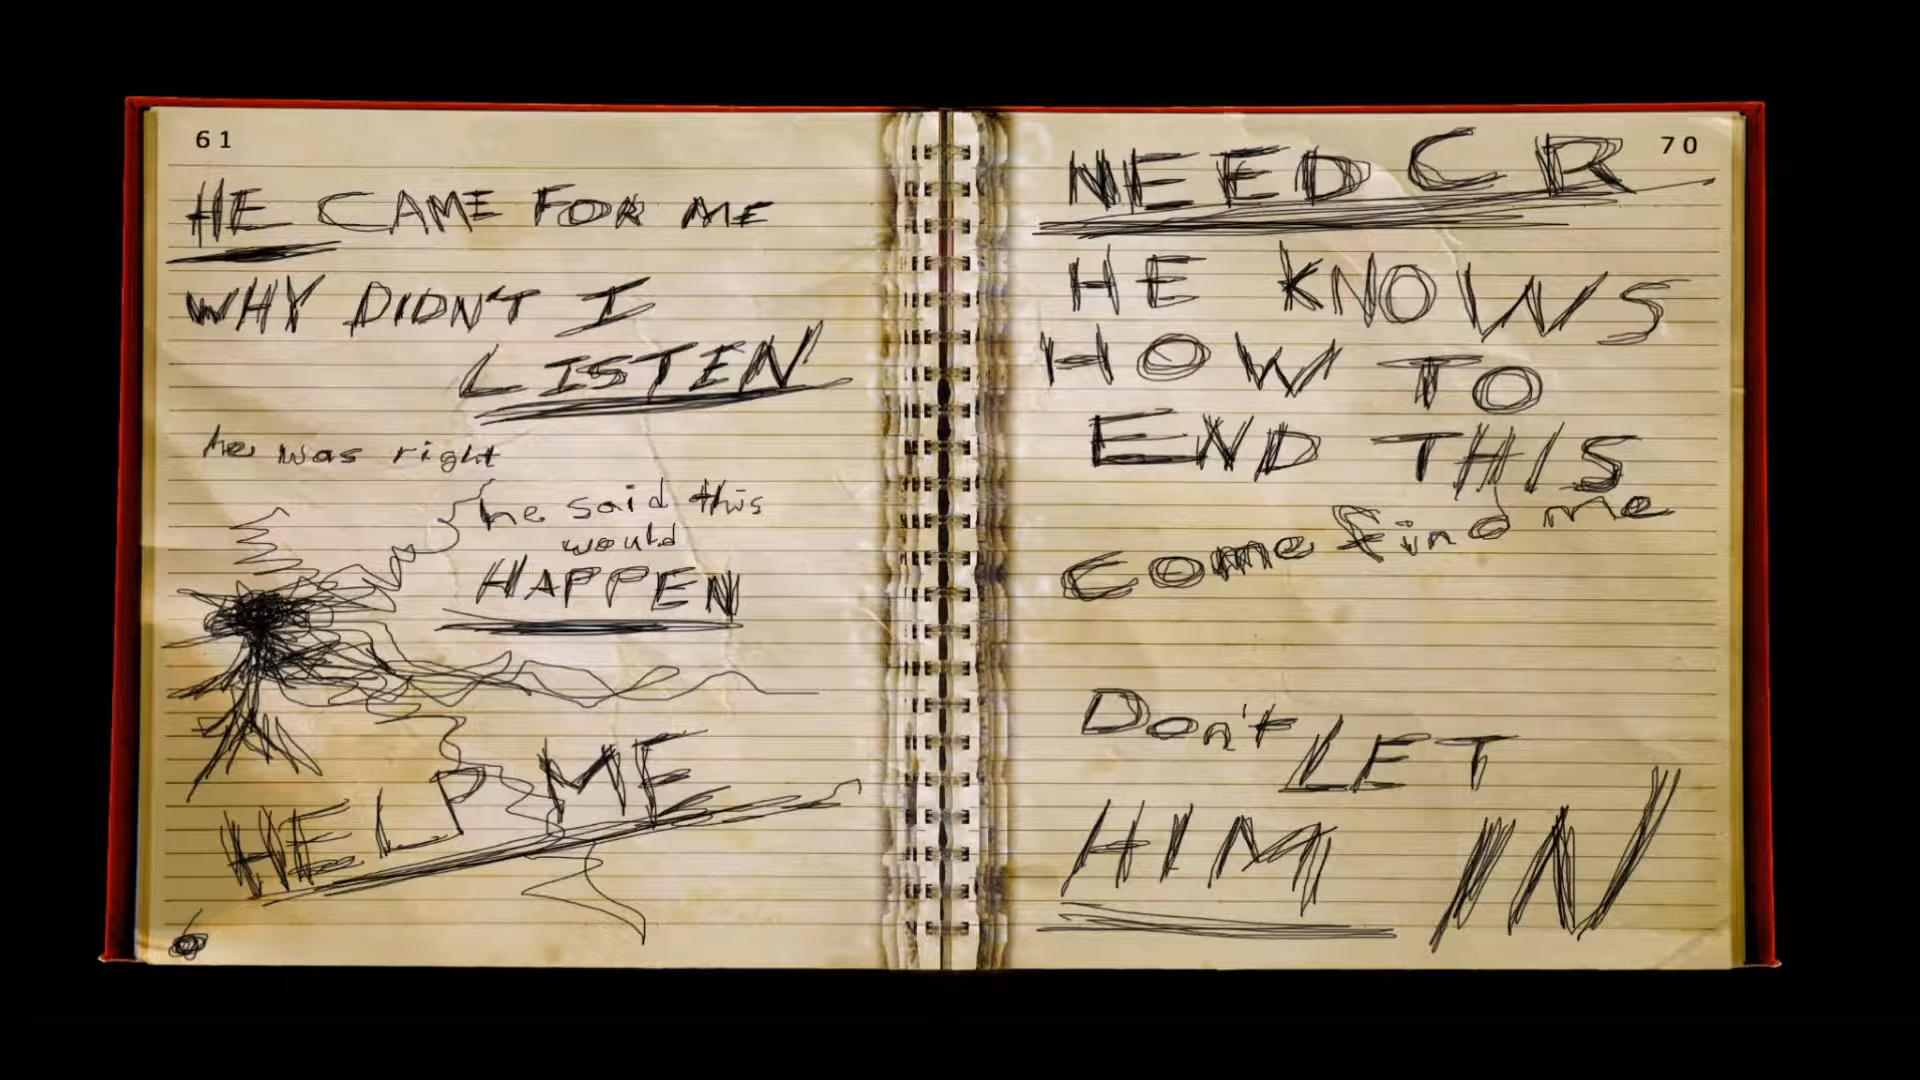 61
HE CAME FOR ME
WHY DIDN'T I
LISTEN
he was right
he said this
would
HAPPEN
HELP ME
70
NEED CR
HE KNOWS
HOW TO
END THIS
come find me
Don't LET
HIM IN